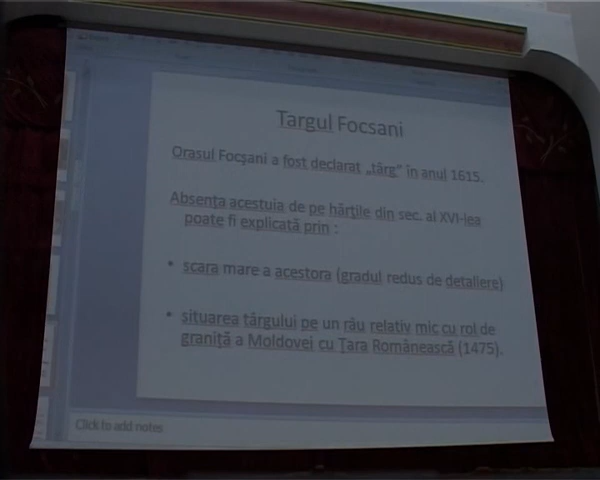 Targul Focsani
Orasul Focşani a fost declarat „târg” în anul 1615.
Absenţa acestuia de pe hărţile din sec. al XVI-lea
poate fi explicată prin :
• scara mare a acestora (gradul redus de detaliere)
• situarea târgului pe un râu relativ mic cu rol de
graniţă a Moldovei cu Ţara Românească (1475).
Click to add notes